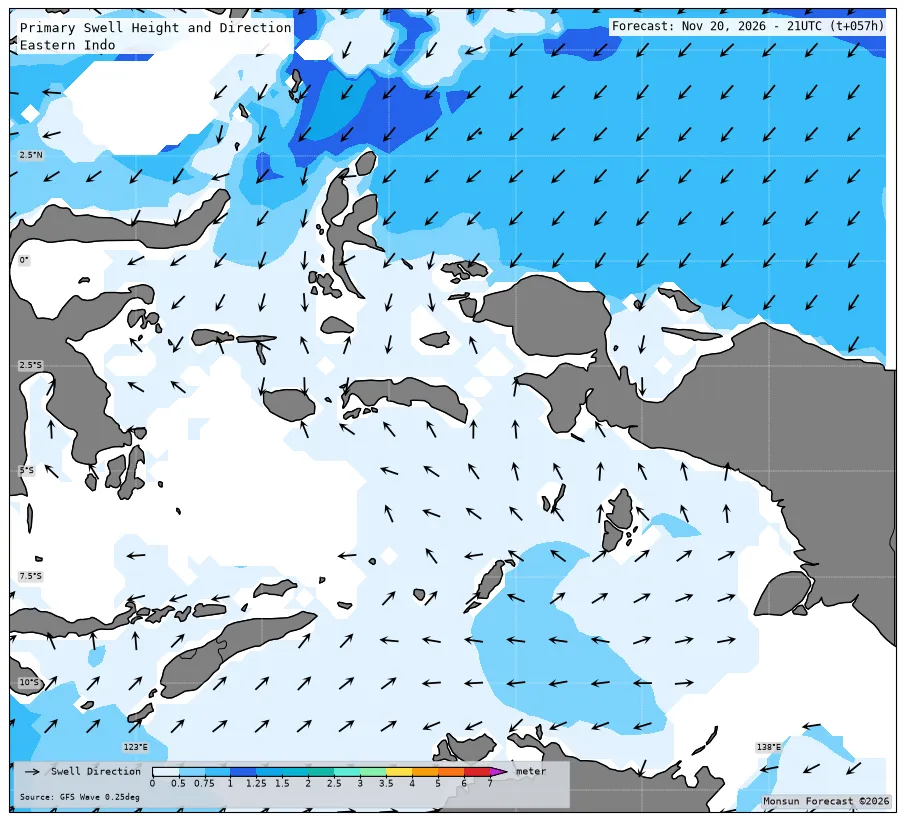 Primary Swell Height and Direction
Eastern Indo
Forecast: Nov 20, 2026 - 21UTC (t+057h)
2.5°N
0°
2.5°S
5°S
7.5°S
10°S
123°E
138°E
Swell Direction
0 0.5 0.75 1 1.25 1.5 2 2.5 3 3.5 4 5 6 7
meter
Source: GFS Wave 0.25deg
Monsun Forecast ©2026